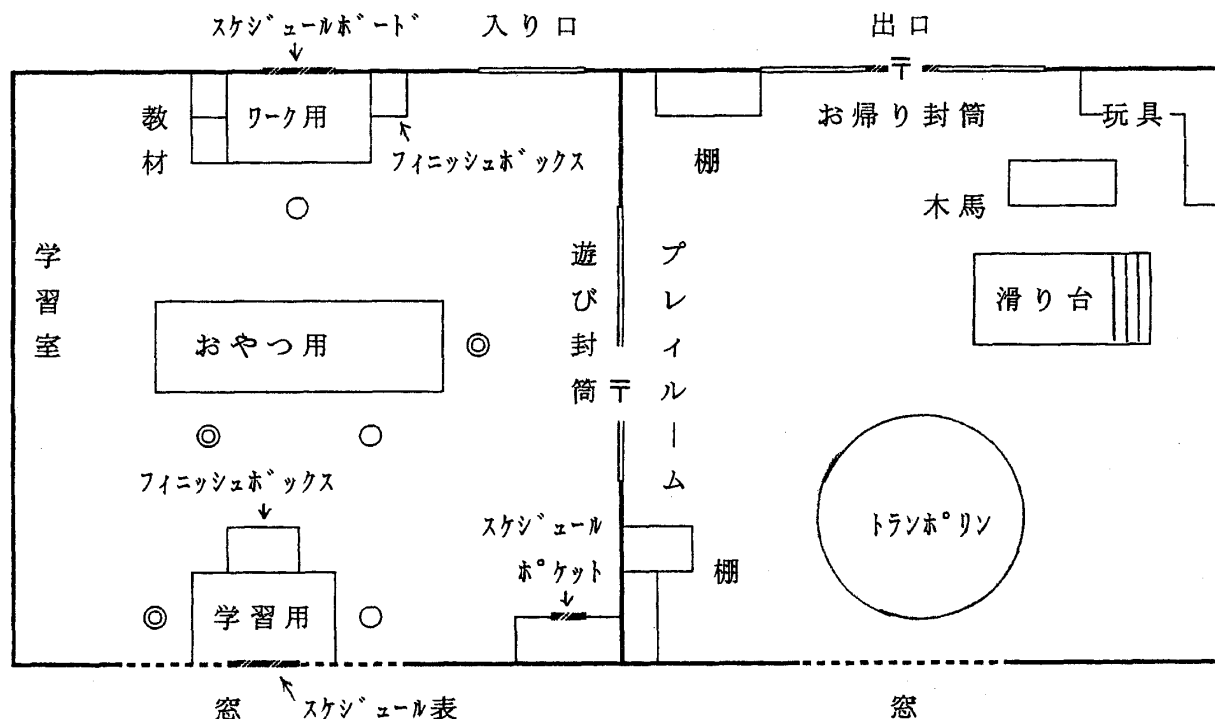 スケジュールボード
入り口
出口
教材
ワーク用
フィニッシュボックス
棚
〒
お帰り封筒
玩具
木馬
学習室
おやつ用
遊び封筒
〒
プレイルーム
滑り台
フィニッシュボックス
スケジュール
ポケット
棚
トランポリン
学習用
窓
スケジュール表
窓